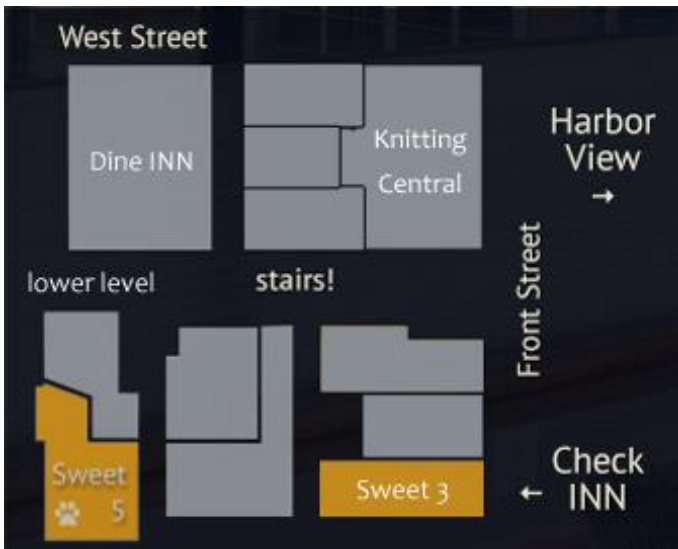 West Street
Dine INN
Knitting
Central
Harbor
View
→
lower level
stairs!
Front Street
Sweet
5
Sweet 3
Check
← INN